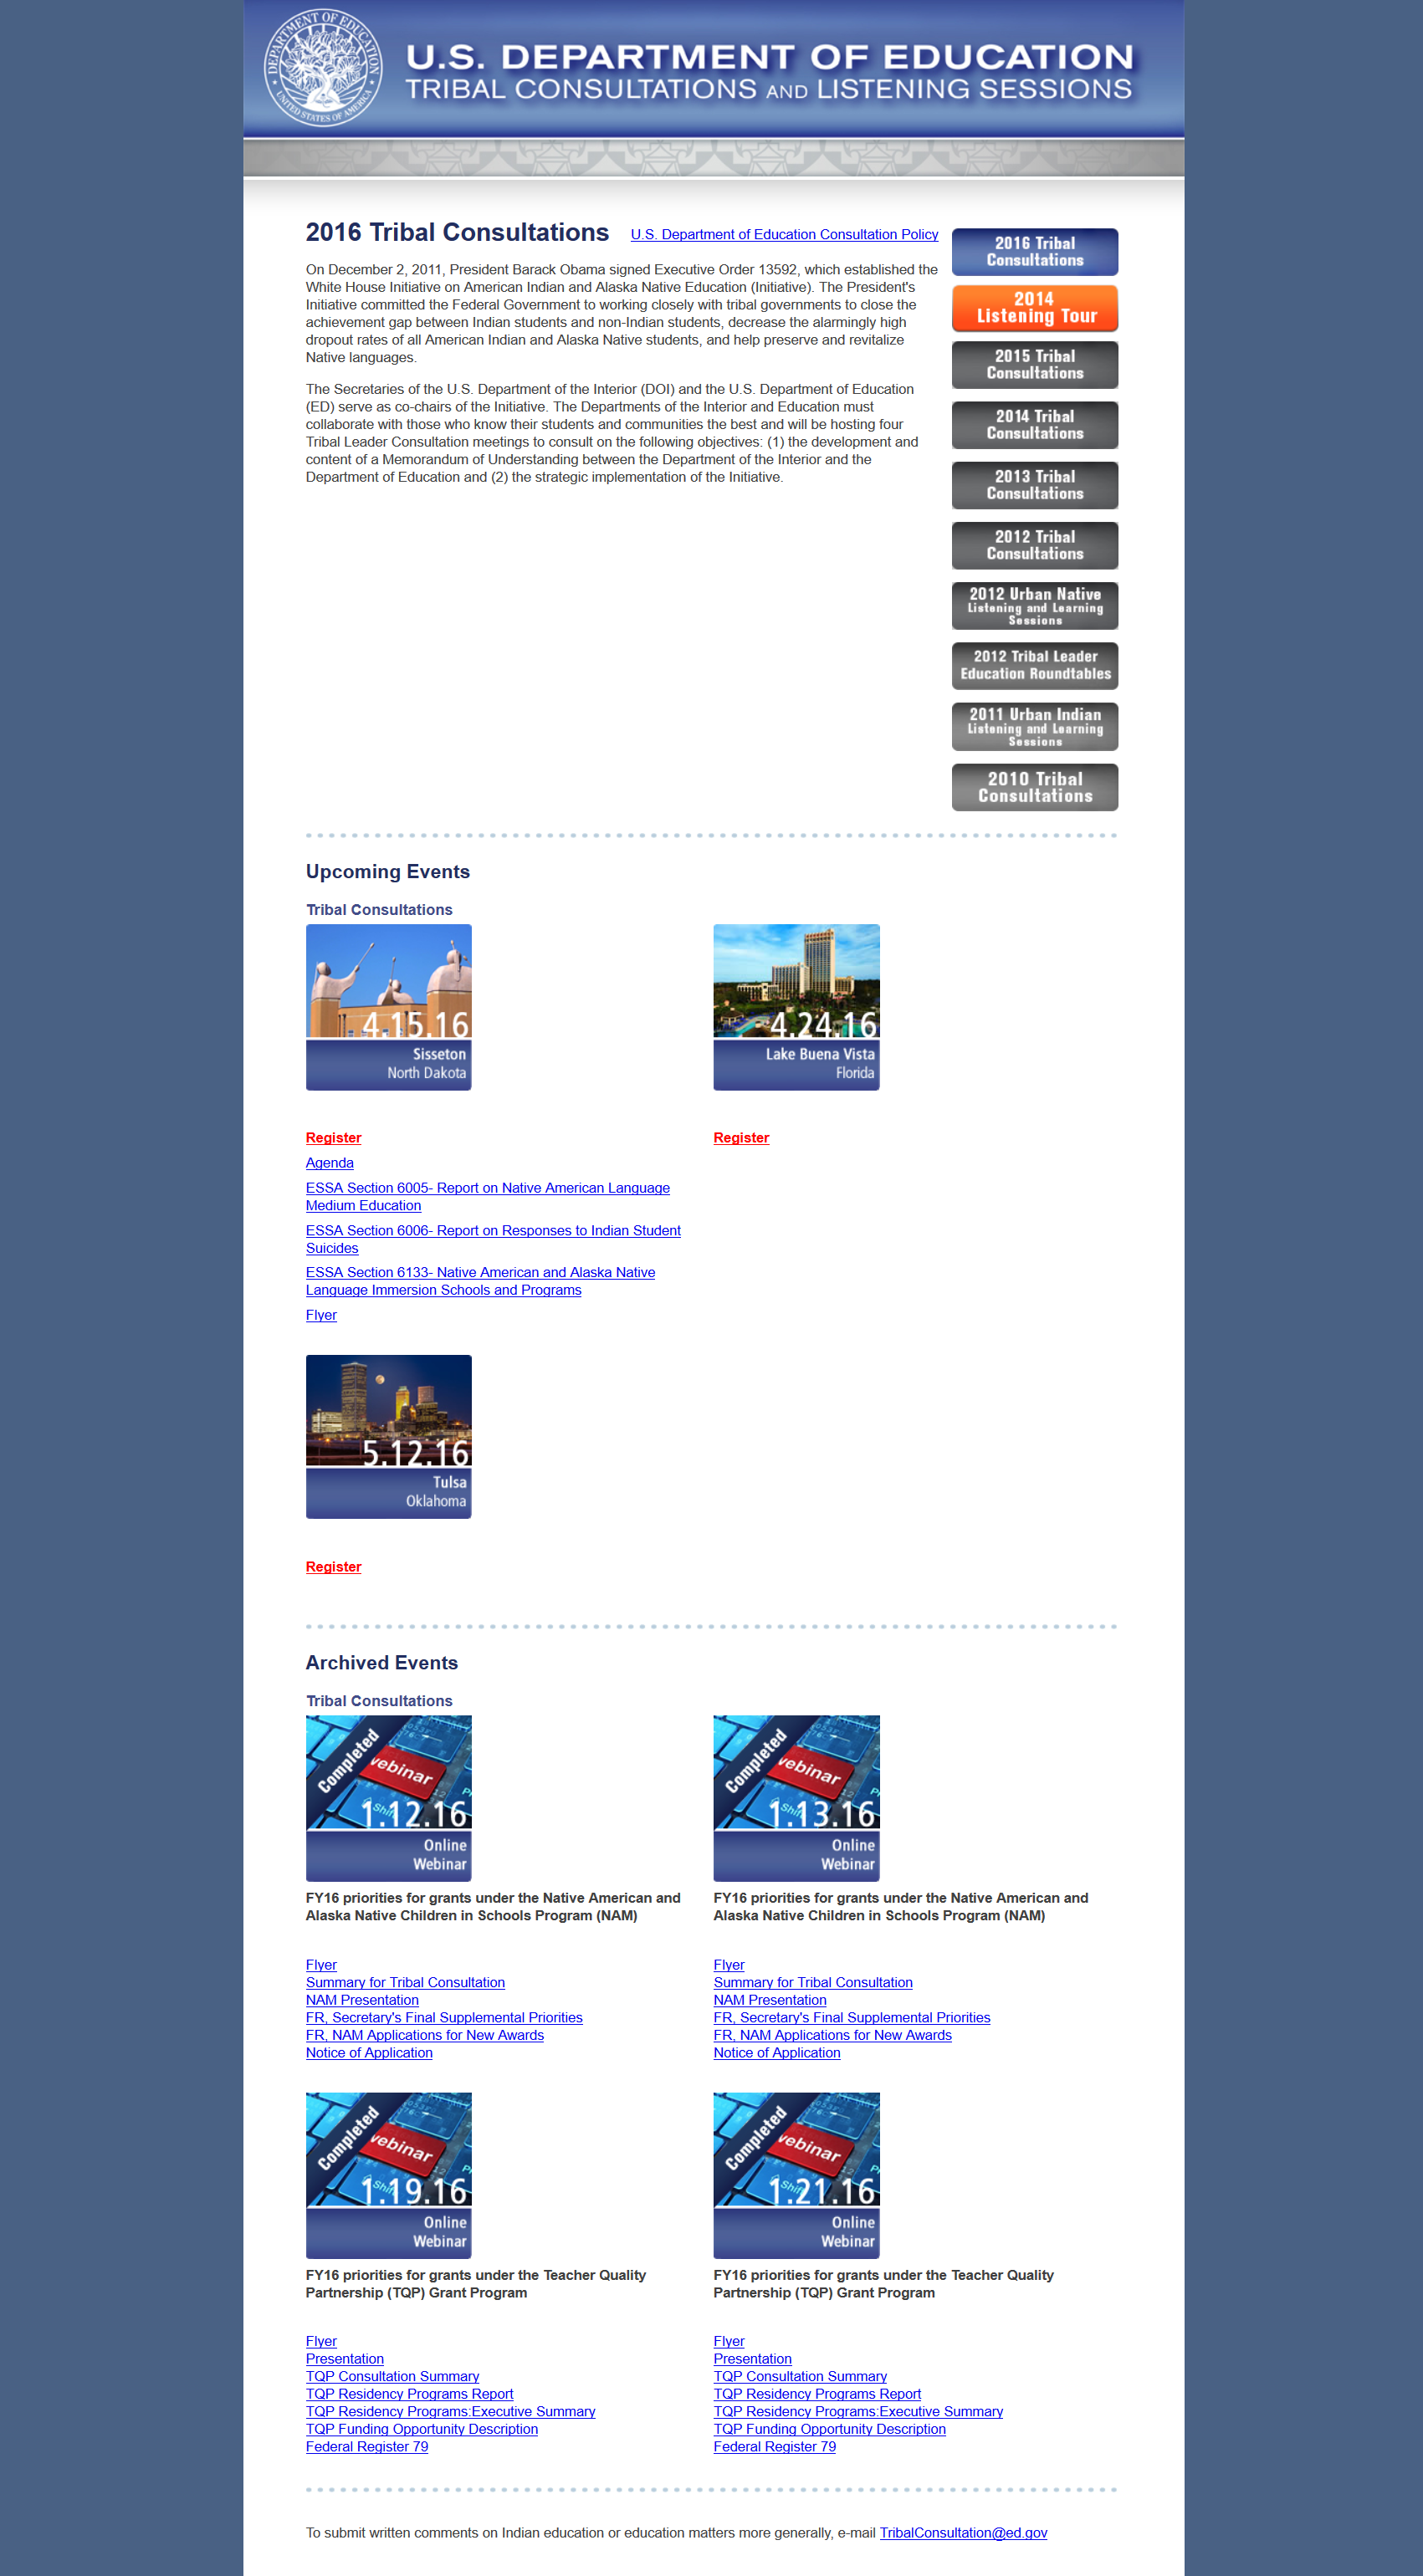 DEPARTMENT OF EDUCATION
UNITED STATES OF AMERICA
U.S. DEPARTMENT OF EDUCATION
TRIBAL CONSULTATIONS AND LISTENING SESSIONS
2016 Tribal Consultations
U.S. Department of Education Consultation Policy
On December 2, 2011, President Barack Obama signed Executive Order 13592, which established the
White House Initiative on American Indian and Alaska Native Education (Initiative). The President's
Initiative committed the Federal Government to working closely with tribal governments to close the
achievement gap between Indian students and non-Indian students, decrease the alarmingly high
dropout rates of all American Indian and Alaska Native students, and help preserve and revitalize
Native languages.
The Secretaries of the U.S. Department of the Interior (DOI) and the U.S. Department of Education
(ED) serve as co-chairs of the Initiative. The Departments of the Interior and Education must
collaborate with those who know their students and communities the best and will be hosting four
Tribal Leader Consultation meetings to consult on the following objectives: (1) the development and
content of a Memorandum of Understanding between the Department of the Interior and the
Department of Education and (2) the strategic implementation of the Initiative.
2016 Tribal
Consultations
2014
Listening Tour
2015 Tribal
Consultations
2014 Tribal
Consultations
2013 Tribal
Consultations
2012 Tribal
Consultations
2012 Urban Native
Listening and Learning
Sessions
2012 Tribal Leader
Education Roundtables
2011 Urban Indian
Listening and Learning
Sessions
2010 Tribal
Consultations
Upcoming Events
Tribal Consultations
4.15.16
Sisseton
North Dakota
Register
Agenda
ESSA Section 6005- Report on Native American Language
Medium Education
ESSA Section 6006- Report on Responses to Indian Student
Suicides
ESSA Section 6133- Native American and Alaska Native
Language Immersion Schools and Programs
Flyer
4.24.16
Lake Buena Vista
Florida
Register
5.12.16
Tulsa
Oklahoma
Register
Archived Events
Tribal Consultations
Completed
webinar
Shift
1.12.16
Online
Webinar
FY16 priorities for grants under the Native American and
Alaska Native Children in Schools Program (NAM)
Flyer
Summary for Tribal Consultation
NAM Presentation
FR, Secretary's Final Supplemental Priorities
FR, NAM Applications for New Awards
Notice of Application
Completed
webinar
Shift
1.13.16
Online
Webinar
FY16 priorities for grants under the Native American and
Alaska Native Children in Schools Program (NAM)
Flyer
Summary for Tribal Consultation
NAM Presentation
FR, Secretary's Final Supplemental Priorities
FR, NAM Applications for New Awards
Notice of Application
Completed
webinar
Shift
1.19.16
Online
Webinar
FY16 priorities for grants under the Teacher Quality
Partnership (TQP) Grant Program
Flyer
Presentation
TQP Consultation Summary
TQP Residency Programs Report
TQP Residency Programs:Executive Summary
TQP Funding Opportunity Description
Federal Register 79
Completed
webinar
Shift
1.21.16
Online
Webinar
FY16 priorities for grants under the Teacher Quality
Partnership (TQP) Grant Program
Flyer
Presentation
TQP Consultation Summary
TQP Residency Programs Report
TQP Residency Programs:Executive Summary
TQP Funding Opportunity Description
Federal Register 79
To submit written comments on Indian education or education matters more generally, e-mail TribalConsultation@ed.gov